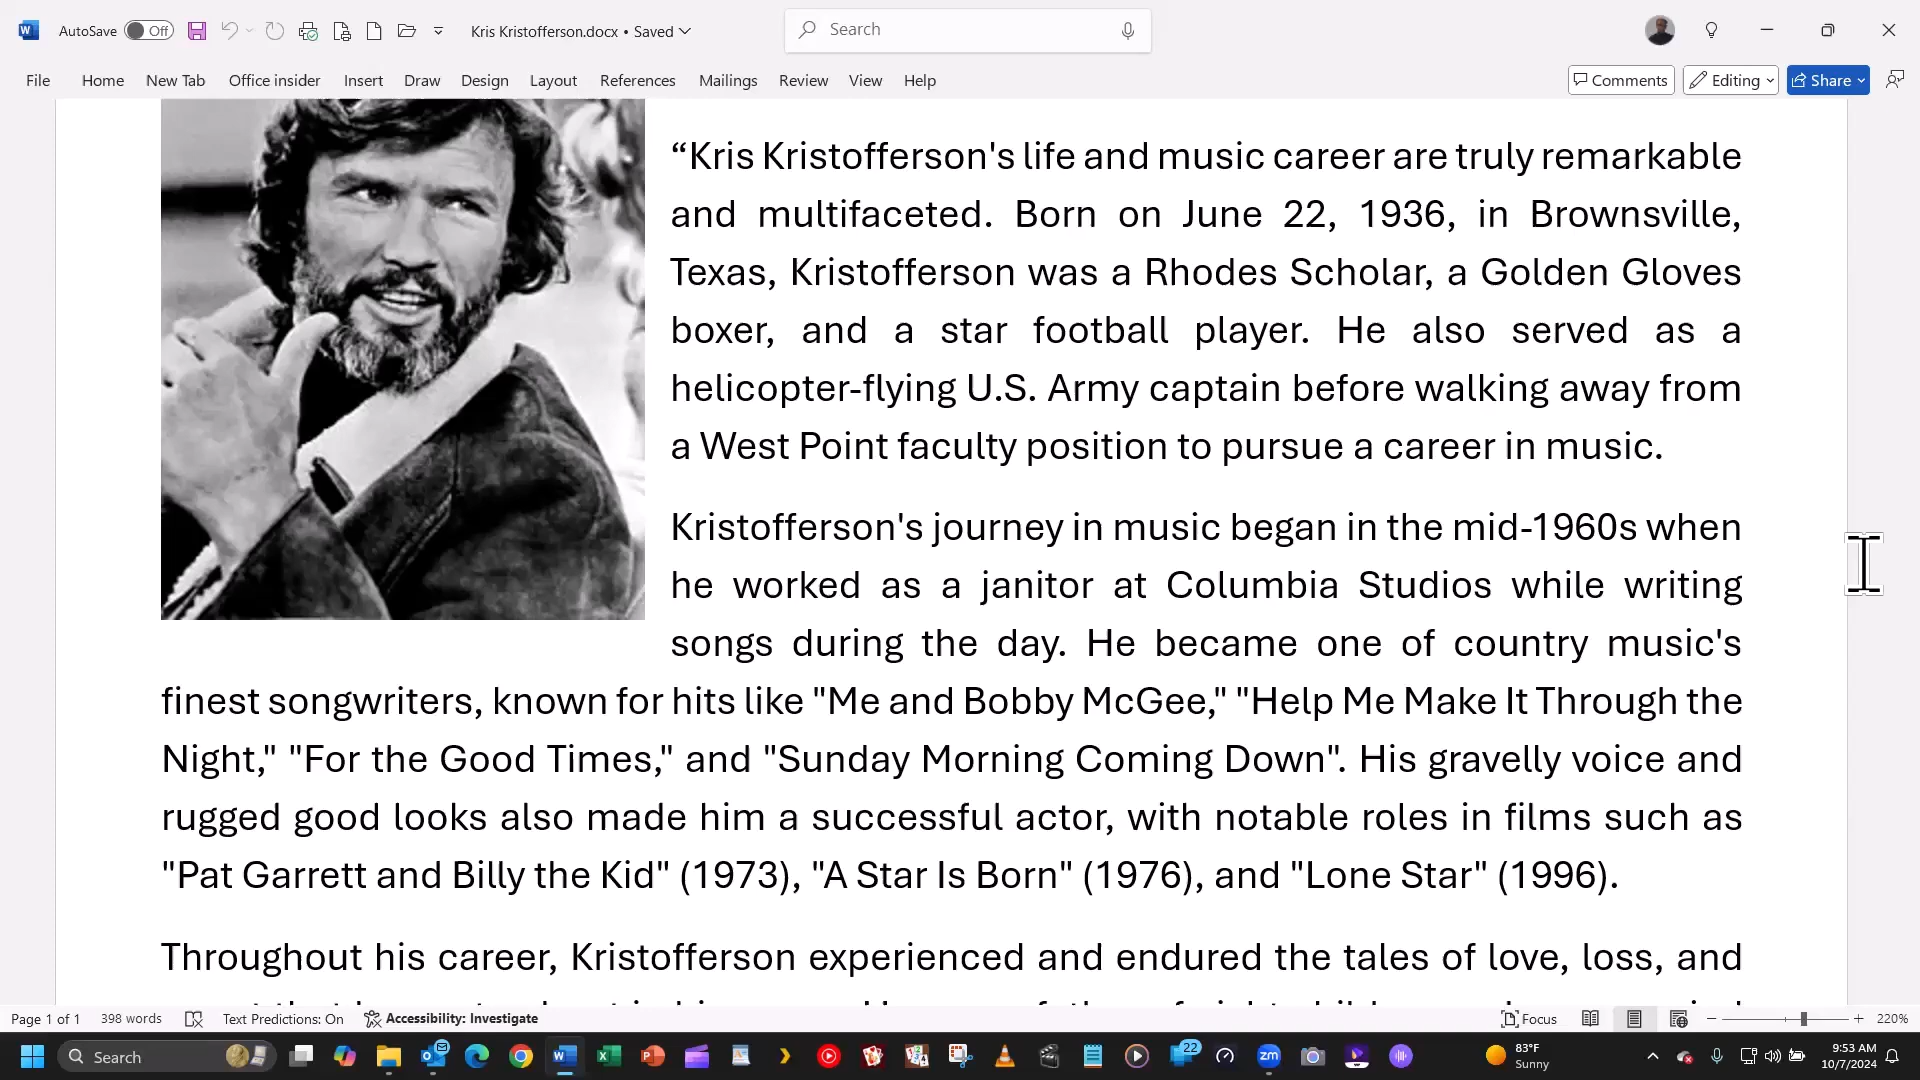 AutoSave Off Kris Kristofferson.docx • Saved Search
File Home New Tab Office insider Insert Draw Design Layout References Mailings Review View Help Comments Editing Share
“Kris Kristofferson's life and music career are truly remarkable
and multifaceted. Born on June 22, 1936, in Brownsville,
Texas, Kristofferson was a Rhodes Scholar, a Golden Gloves
boxer, and a star football player. He also served as a
helicopter-flying U.S. Army captain before walking away from
a West Point faculty position to pursue a career in music.
Kristofferson's journey in music began in the mid-1960s when
he worked as a janitor at Columbia Studios while writing
songs during the day. He became one of country music's
finest songwriters, known for hits like "Me and Bobby McGee," "Help Me Make It Through the
Night," "For the Good Times," and "Sunday Morning Coming Down". His gravelly voice and
rugged good looks also made him a successful actor, with notable roles in films such as
"Pat Garrett and Billy the Kid" (1973), "A Star Is Born" (1976), and "Lone Star" (1996).
Throughout his career, Kristofferson experienced and endured the tales of love, loss, and
Page 1 of 1 398 words Text Predictions: On Accessibility: Investigate Focus 220%
Search 22 zm 83°F 9:53 AM
Sunny 10/7/2024